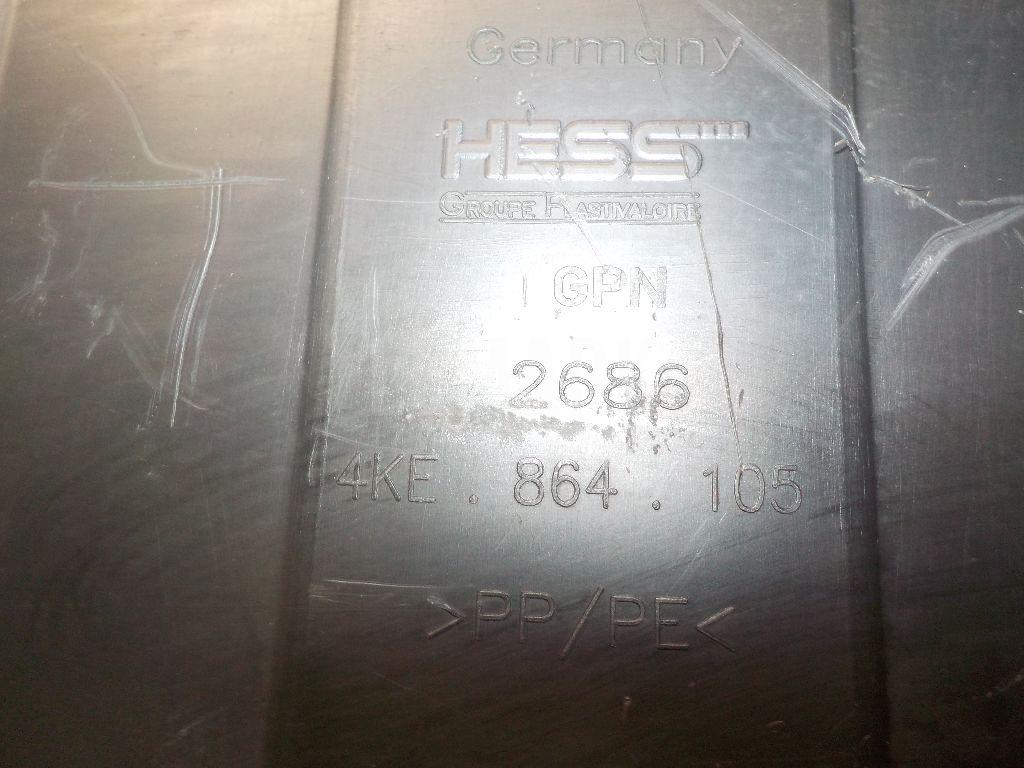 Germany
HESS
GROUPE PLASTIVALOIRE
GPN
2686
4KE . 864 . 105
>PP/PE<